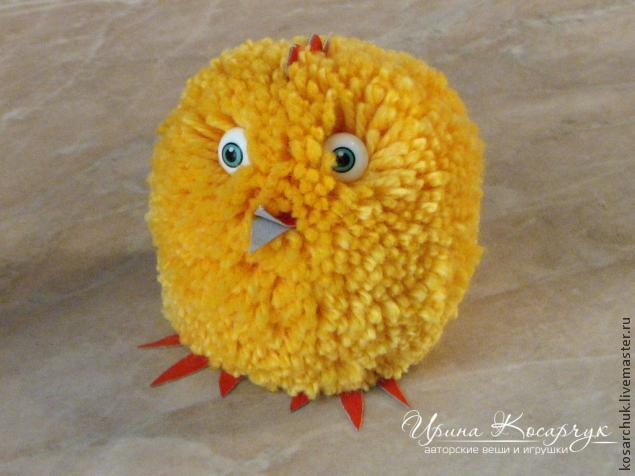 Ирина Косарчук
авторские вещи и игрушки
kosarchuk.livemaster.ru